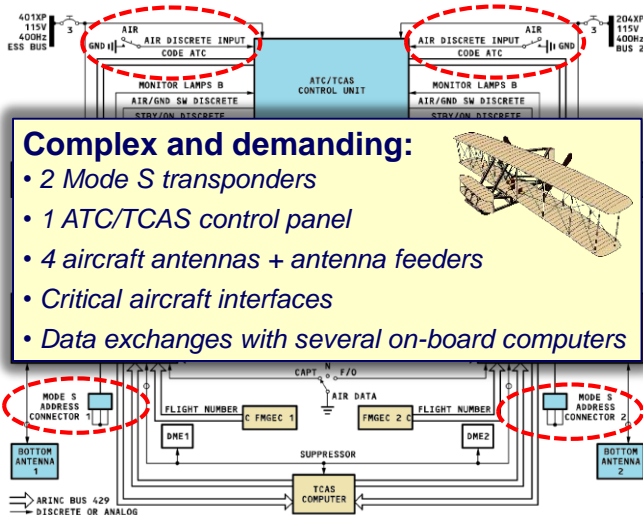 401XP
115V
400Hz
ESS BUS
3
GND
AIR
AIR DISCRETE INPUT
CODE ATC
ATC/TCAS
CONTROL UNIT
AIR
AIR DISCRETE INPUT
CODE ATC
GND
3
204XP
115V
400Hz
BUS 2
MONITOR LAMPS B
AIR/GND SW DISCRETE
STBY/ON DISCRETE
MONITOR LAMPS B
AIR/GND SW DISCRETE
STBY/ON DISCRETE
Complex and demanding:
• 2 Mode S transponders
• 1 ATC/TCAS control panel
• 4 aircraft antennas + antenna feeders
• Critical aircraft interfaces
• Data exchanges with several on-board computers
MODE S
ADDRESS
CONNECTOR 1
BOTTOM
ANTENNA
1
N
CAPT
F/O
AIR DATA
FLIGHT NUMBER
C FMGEC 1
FMGEC 2 C
FLIGHT NUMBER
DME1
DME2
SUPPRESSOR
TCAS
COMPUTER
MODE S
ADDRESS
CONNECTOR 2
BOTTOM
ANTENNA
2
ARINC BUS 429
DISCRETE OR ANALOG